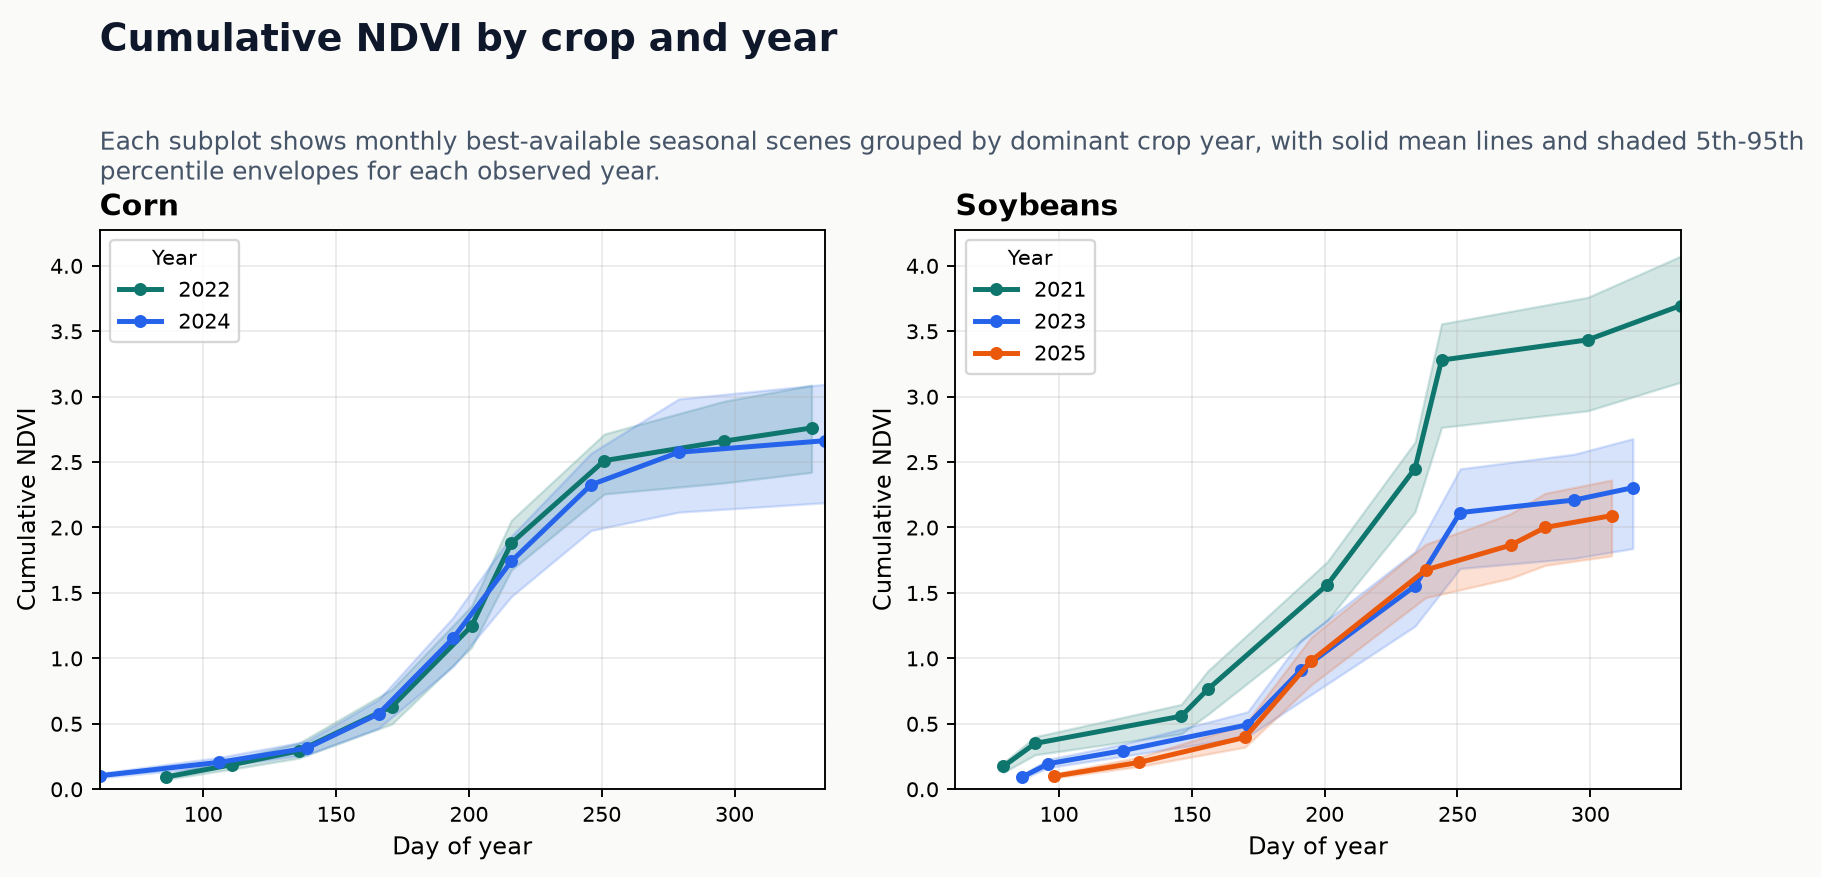 Cumulative NDVI by crop and year
Each subplot shows monthly best-available seasonal scenes grouped by dominant crop year, with solid mean lines and shaded 5th-95th
percentile envelopes for each observed year.
Corn
Year
2022
2024
4.0
3.5
3.0
2.5
2.0
1.5
1.0
0.5
0.0
Cumulative NDVI
100 150 200 250 300
Day of year
Soybeans
Year
2021
2023
2025
4.0
3.5
3.0
2.5
2.0
1.5
1.0
0.5
0.0
Cumulative NDVI
100 150 200 250 300
Day of year